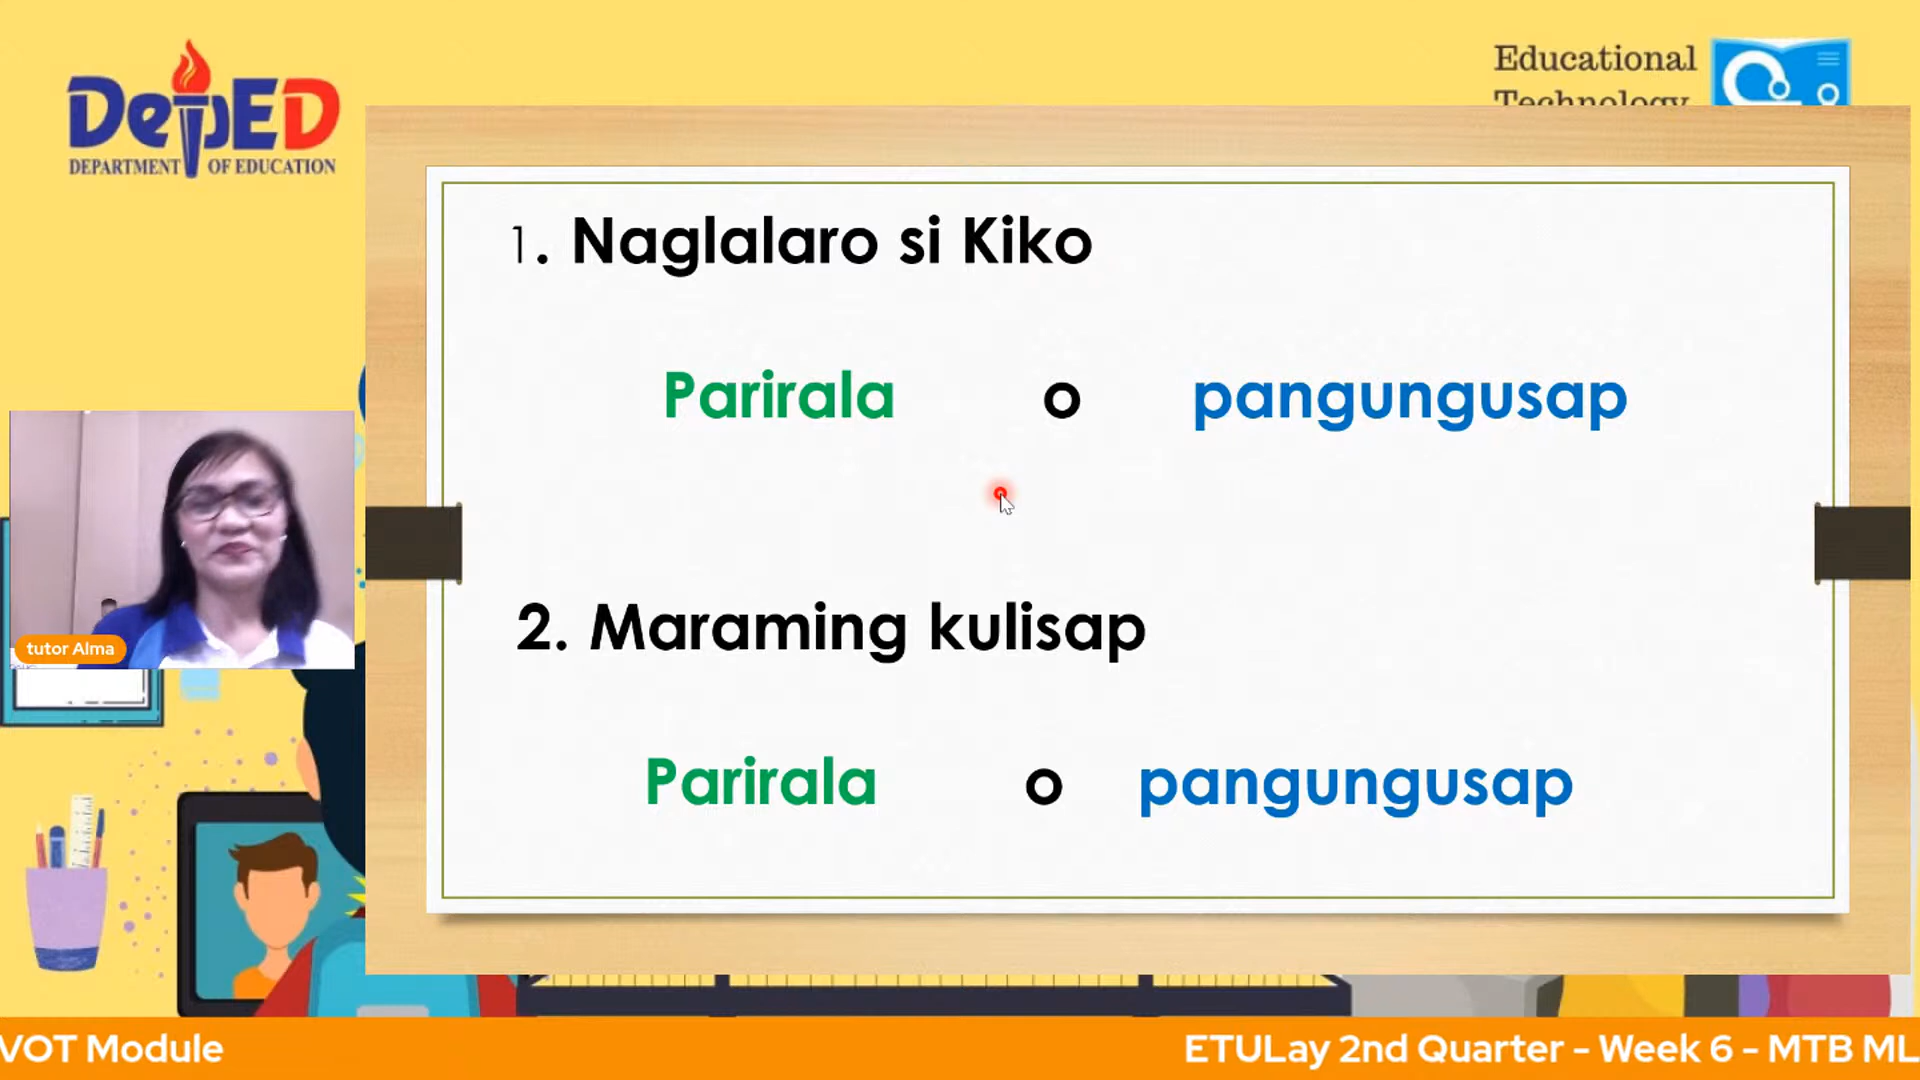 DepED
DEPARTMENT OF EDUCATION
Educational
Technology
1. Naglalaro si Kiko
Parirala o pangungusap
2. Maraming kulisap
Parirala o pangungusap
tutor Alma
VOT Module
ETULay 2nd Quarter - Week 6 - MTB ML